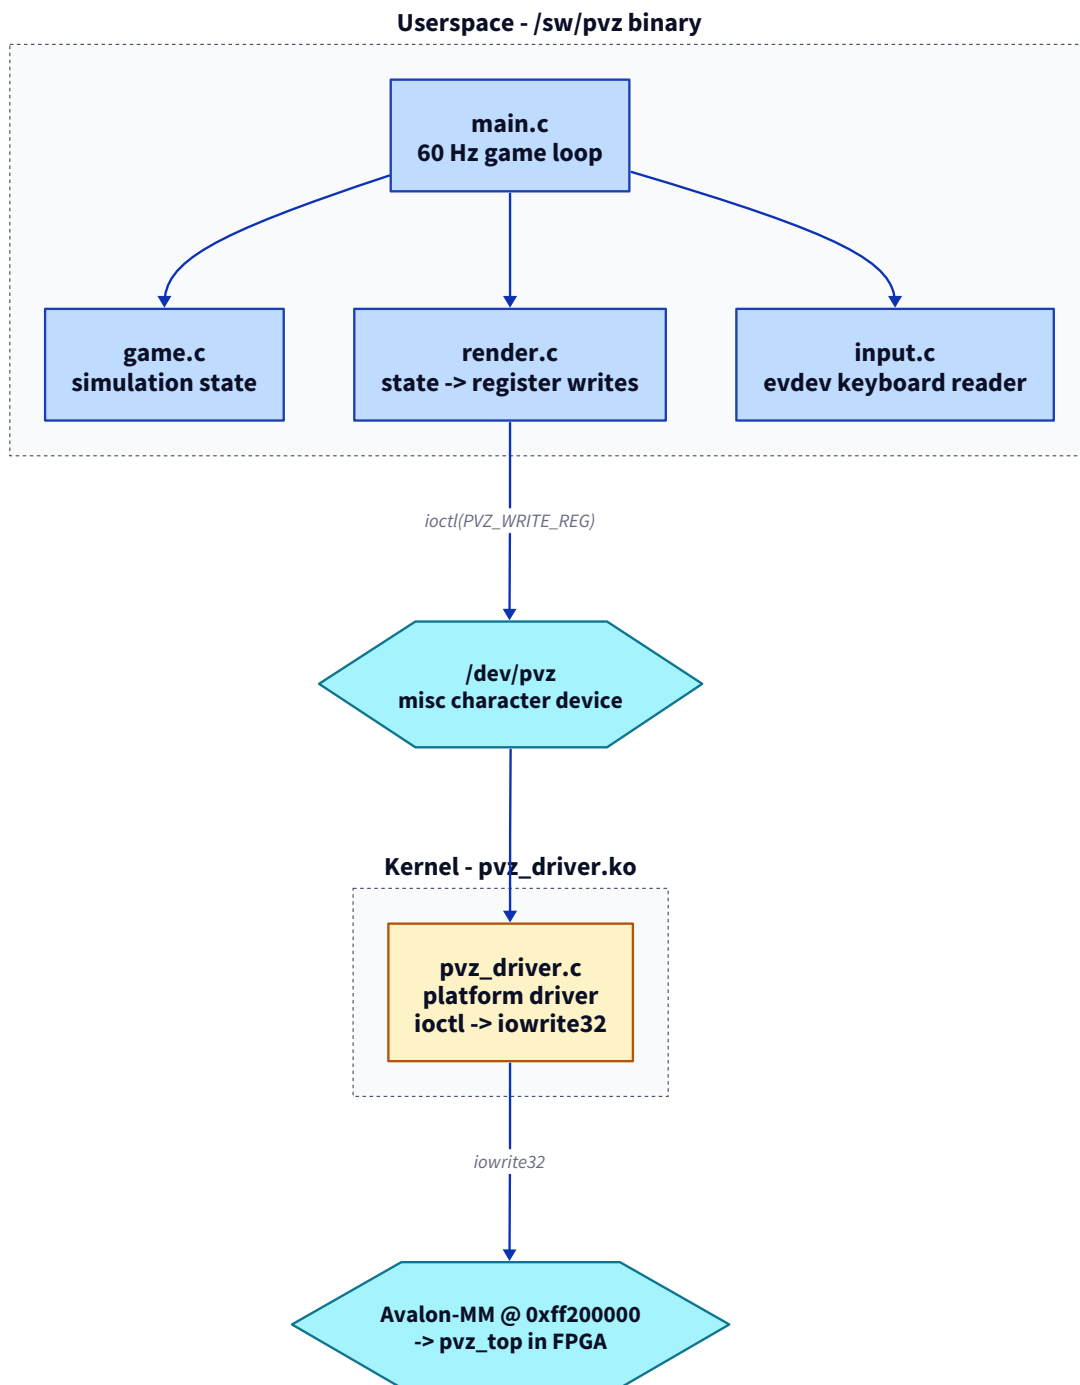 Userspace - /sw/pvz binary
main.c
60 Hz game loop
game.c
simulation state
render.c
state -> register writes
input.c
evdev keyboard reader
ioctl(PVZ_WRITE_REG)
/dev/pvz
misc character device
Kernel - pvz_driver.ko
pvz_driver.c
platform driver
ioctl -> iowrite32
iowrite32
Avalon-MM @ 0xff200000
-> pvz_top in FPGA